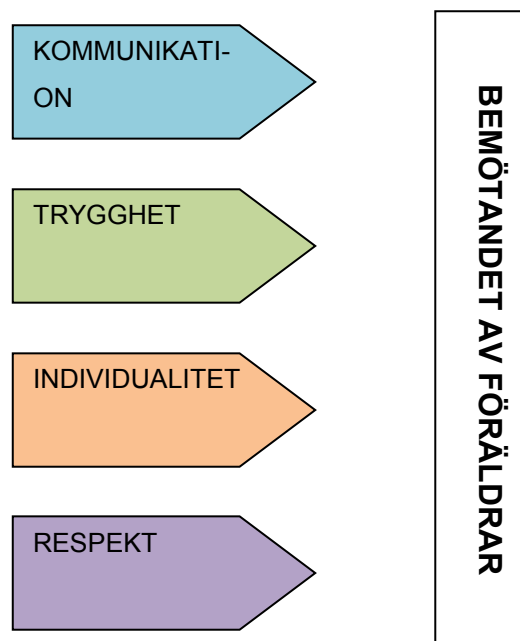 KOMMUNIKATI-
ON
TRYGGHET
INDIVIDUALITET
RESPEKT
BEMÖTANDET AV FÖRÄLDRAR